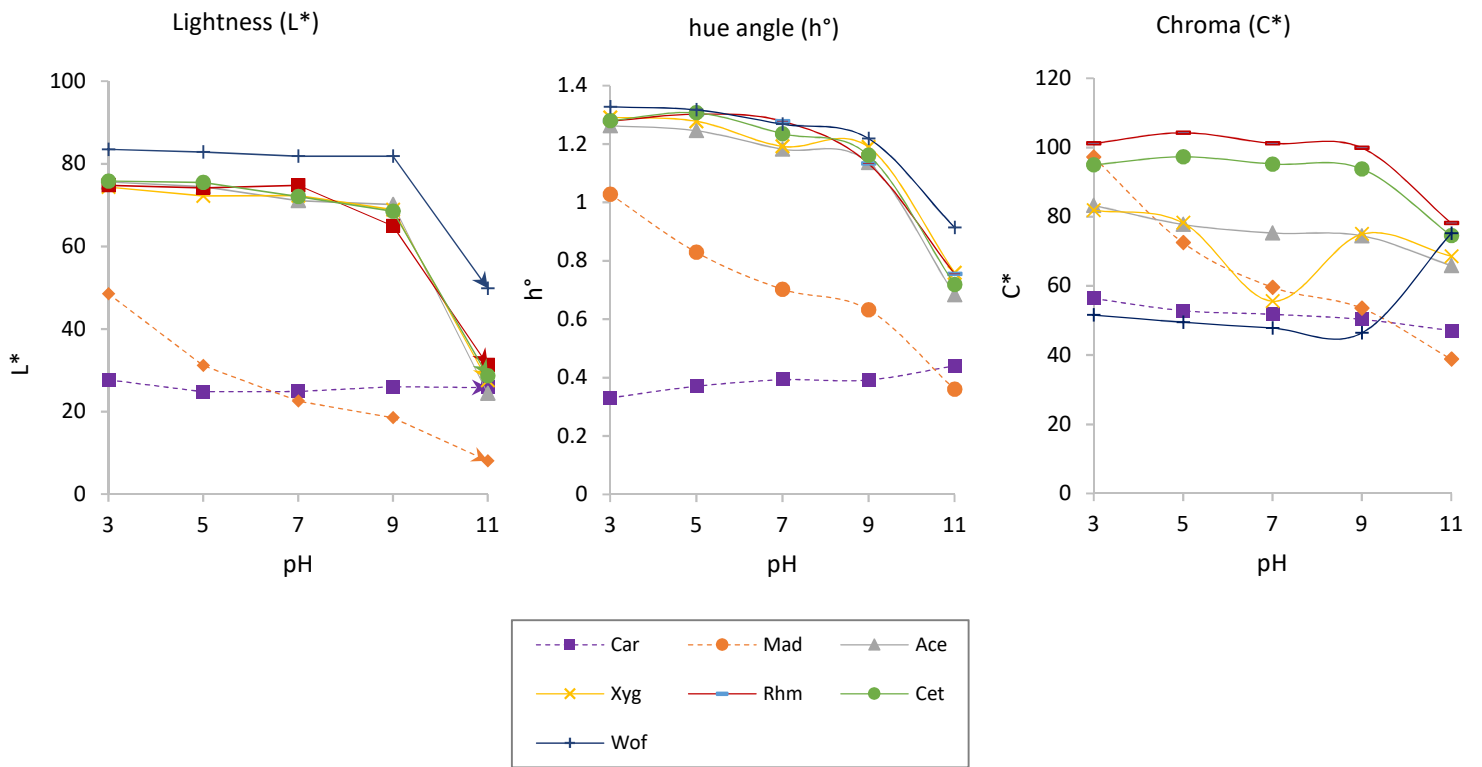 Lightness (L*)
100
80
60
40
20
0
L*
3 5 7 9 11
pH
hue angle (h°)
1.4
1.2
1
0.8
0.6
0.4
0.2
0
h°
3 5 7 9 11
pH
Chroma (C*)
120
100
80
60
40
20
0
C*
3 5 7 9 11
pH
Car Mad Ace
Xyg Rhm Cet
Wof